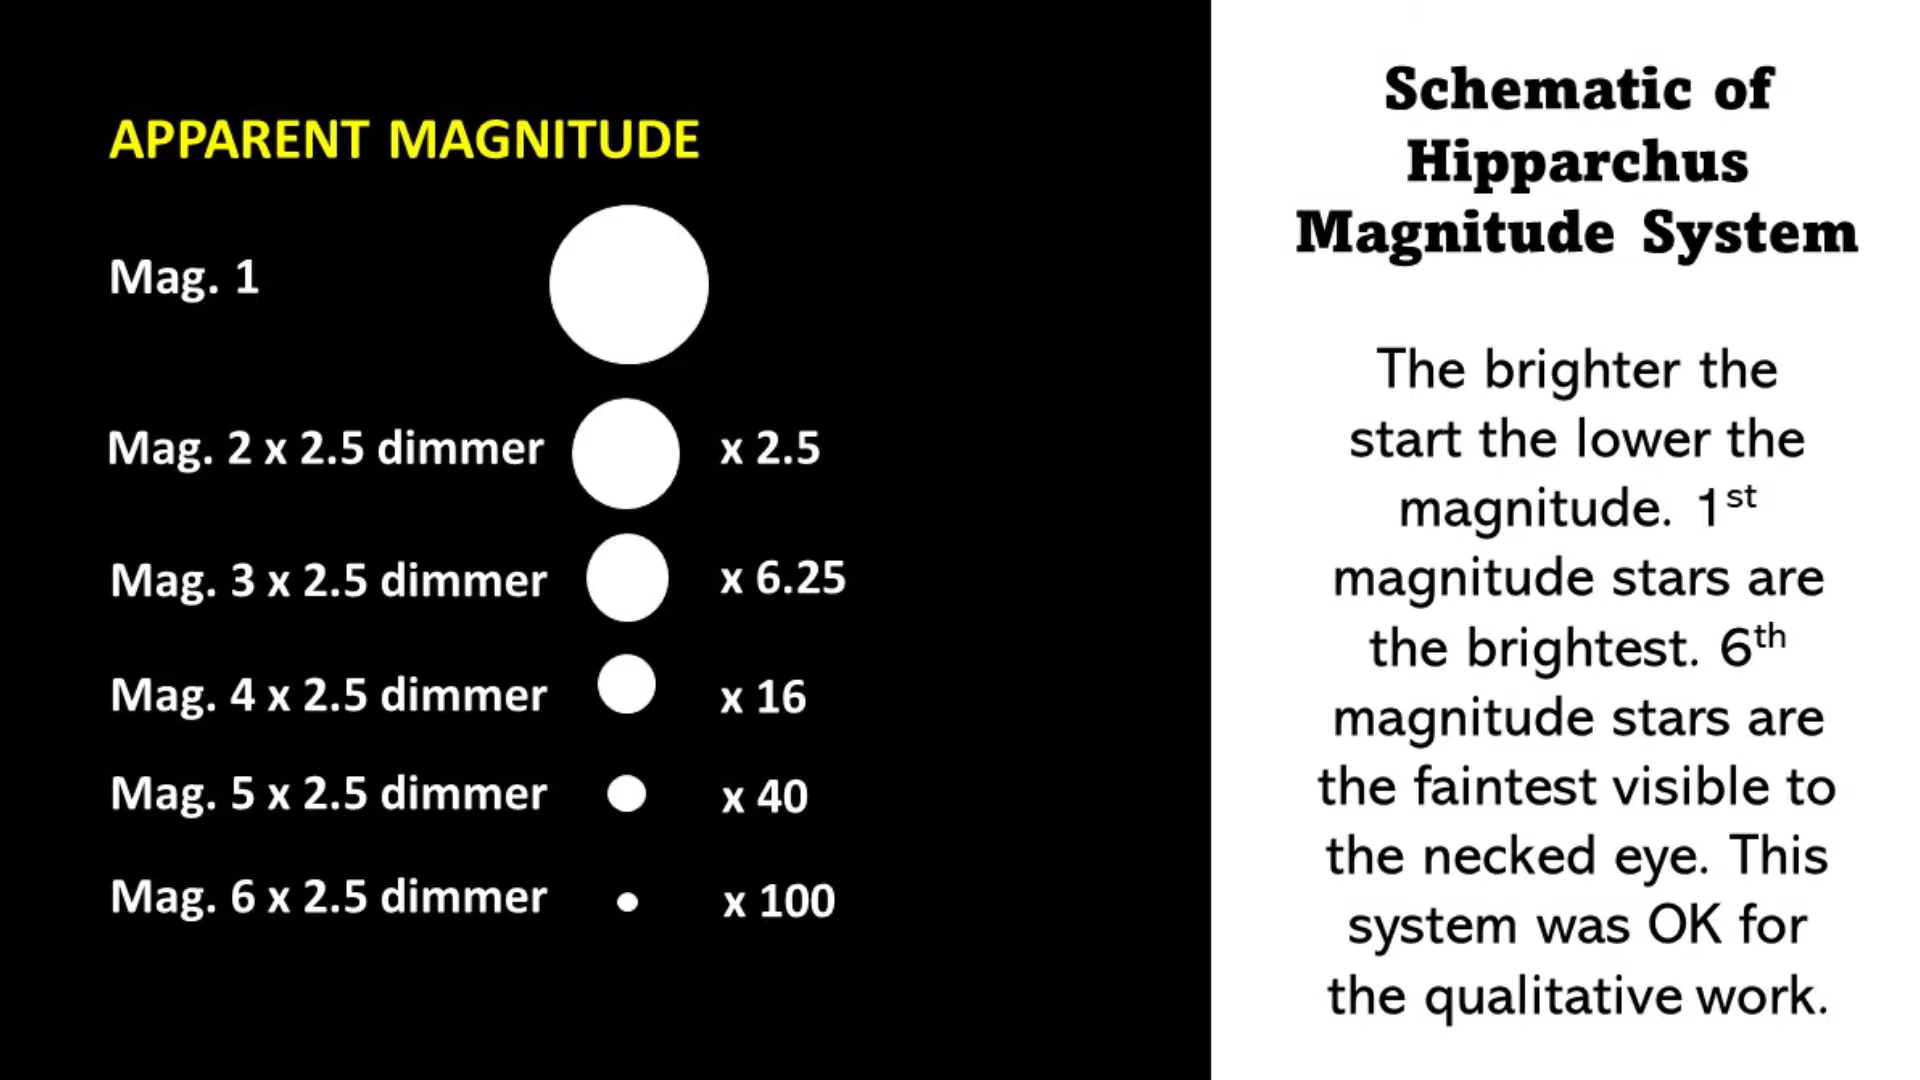 APPARENT MAGNITUDE
Mag. 1
Mag. 2 x 2.5 dimmer x 2.5
Mag. 3 x 2.5 dimmer x 6.25
Mag. 4 x 2.5 dimmer x 16
Mag. 5 x 2.5 dimmer x 40
Mag. 6 x 2.5 dimmer x 100
Schematic of
Hipparchus
Magnitude System
The brighter the
start the lower the
magnitude. 1st
magnitude stars are
the brightest. 6th
magnitude stars are
the faintest visible to
the necked eye. This
system was OK for
the qualitative work.